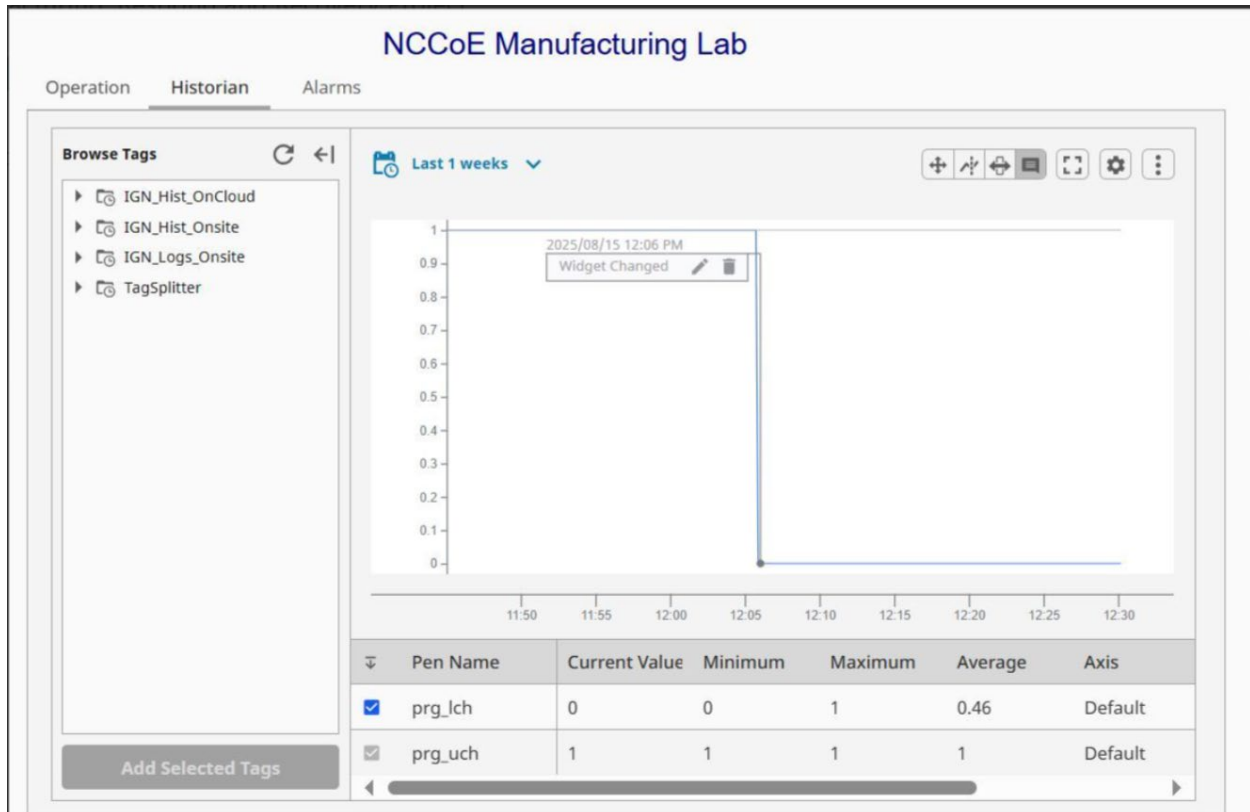 NCCoE Manufacturing Lab
Operation Historian Alarms
Browse Tags
IGN_Hist_OnCloud
IGN_Hist_Onsite
IGN_Logs_Onsite
TagSplitter
Add Selected Tags
Last 1 weeks
2025/08/15 12:06 PM
Widget Changed
1
0.9
0.8
0.7
0.6
0.5
0.4
0.3
0.2
0.1
0
11:50 11:55 12:00 12:05 12:10 12:15 12:20 12:25 12:30
Pen Name Current Value Minimum Maximum Average Axis
prg_lch 0 0 1 0.46 Default
prg_uch 1 1 1 1 Default